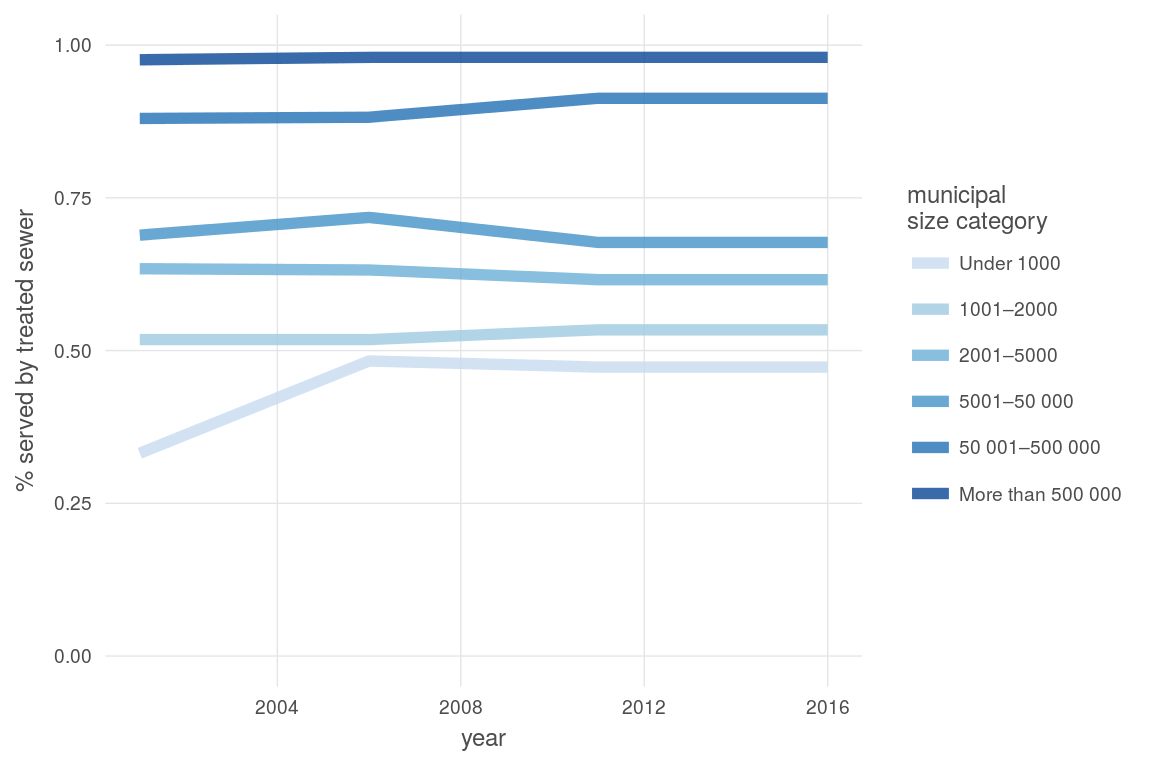 1.00
0.75
0.50
0.25
0.00
% served by treated sewer
2004
2008
2012
2016
year
municipal
size category
Under 1000
1001–2000
2001–5000
5001–50 000
50 001–500 000
More than 500 000